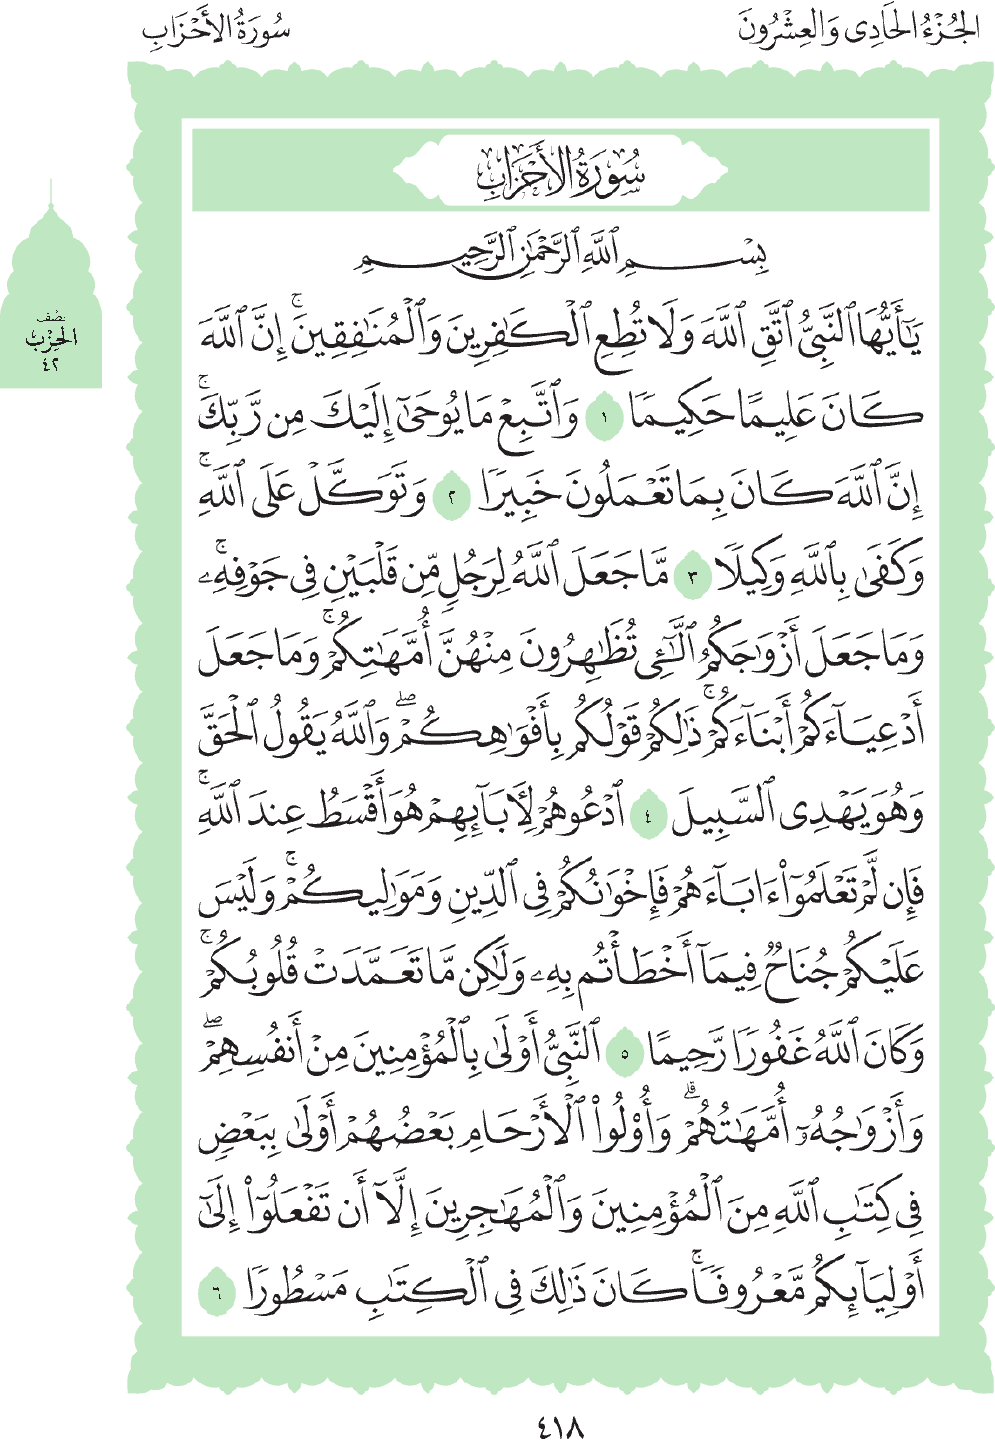 الجُزْءُ الحَادِى وَالعِشْرُونَ
سُورَةُ الأَحْزَابِ
سُورَةُ الأَحْزَابِ
نِصْف
الحِزْب
٤٢
بِسْمِ ٱللَّهِ ٱلرَّحْمَٰنِ ٱلرَّحِيمِ
يَٰٓأَيُّهَا ٱلنَّبِىُّ ٱتَّقِ ٱللَّهَ وَلَا تُطِعِ ٱلْكَٰفِرِينَ وَٱلْمُنَٰفِقِينَۚ إِنَّ ٱللَّهَ
كَانَ عَلِيمًا حَكِيمًا ١ وَٱتَّبِعْ مَا يُوحَىٰٓ إِلَيْكَ مِن رَّبِّكَۚ
إِنَّ ٱللَّهَ كَانَ بِمَا تَعْمَلُونَ خَبِيرًا ٢ وَتَوَكَّلْ عَلَى ٱللَّهِۚ
وَكَفَىٰ بِٱللَّهِ وَكِيلًا ٣ مَّا جَعَلَ ٱللَّهُ لِرَجُلٍ مِّن قَلْبَيْنِ فِى جَوْفِهِۦۚ
وَمَا جَعَلَ أَزْوَٰجَكُمُ ٱلَّٰٓـِٔى تُظَٰهِرُونَ مِنْهُنَّ أُمَّهَٰتِكُمْۚ وَمَا جَعَلَ
أَدْعِيَآءَكُمْ أَبْنَآءَكُمْۚ ذَٰلِكُمْ قَوْلُكُم بِأَفْوَٰهِكُمْۖ وَٱللَّهُ يَقُولُ ٱلْحَقَّ
وَهُوَ يَهْدِى ٱلسَّبِيلَ ٤ ٱدْعُوهُمْ لِأَبَآئِهِمْ هُوَ أَقْسَطُ عِندَ ٱللَّهِۚ
فَإِن لَّمْ تَعْلَمُوٓا۟ ءَابَآءَهُمْ فَإِخْوَٰنُكُمْ فِى ٱلدِّينِ وَمَوَٰلِيكُمْۚ وَلَيْسَ
عَلَيْكُمْ جُنَاحٌ فِيمَآ أَخْطَأْتُم بِهِۦ وَلَٰكِن مَّا تَعَمَّدَتْ قُلُوبُكُمْۚ
وَكَانَ ٱللَّهُ غَفُورًا رَّحِيمًا ٥ ٱلنَّبِىُّ أَوْلَىٰ بِٱلْمُؤْمِنِينَ مِنْ أَنفُسِهِمْۖ
وَأَزْوَٰجُهُۥٓ أُمَّهَٰتُهُمْۗ وَأُو۟لُوا۟ ٱلْأَرْحَامِ بَعْضُهُمْ أَوْلَىٰ بِبَعْضٍ
فِى كِتَٰبِ ٱللَّهِ مِنَ ٱلْمُؤْمِنِينَ وَٱلْمُهَٰجِرِينَ إِلَّآ أَن تَفْعَلُوٓا۟ إِلَىٰٓ
أَوْلِيَآئِكُم مَّعْرُوفًاۚ كَانَ ذَٰلِكَ فِى ٱلْكِتَٰبِ مَسْطُورًا ٦
٤١٨